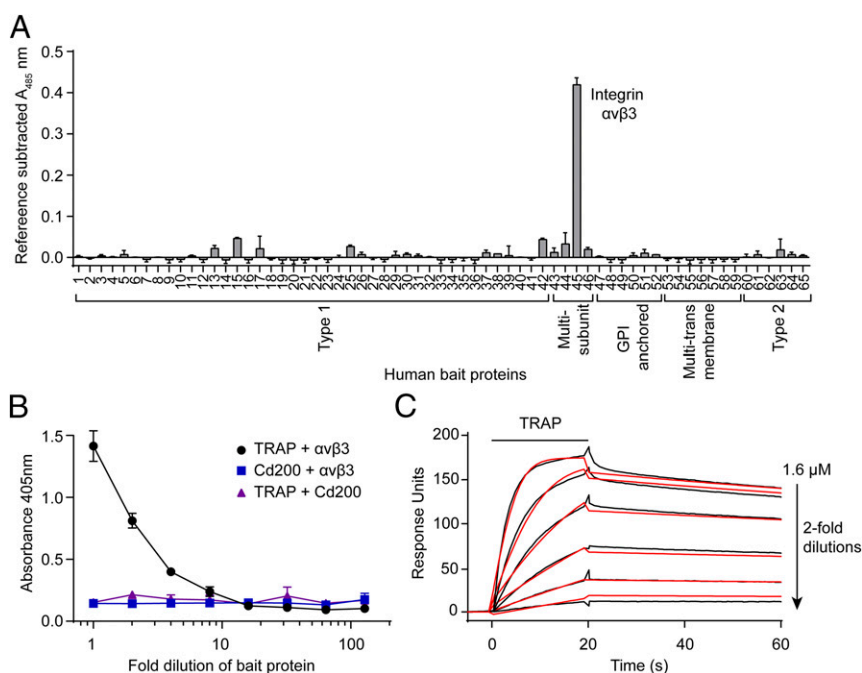 A
Refereence subtracted A485 nm
0.5
0.4
0.3
0.2
0.1
0.0
Integrin
αvβ3
1 2 3 4 5 6 7 8 9 10 11 12 13 14 15 16 17 18 19 20 21 22 23 24 25 26 27 28 29 30 31 32 33 34 35 36 37 38 39 40 41 42 43 44 45 46 47 48 49 50 51 52 53 54 55 56 57 58 59 60 61 62 63 64 65
Type 1
Multi-
subunit
GPI
anchored
Multi-trans
membrane
Type 2
Human bait proteins
B
Absorbance 405nm
1.5
1.0
0.5
0.0
1 10 100
Fold dilution of bait protein
TRAP + αvβ3
Cd200 + αvβ3
TRAP + Cd200
C
TRAP
Response Units
200
150
100
50
0
0 20 40 60
Time (s)
1.6 μM
2-fold
dilutions